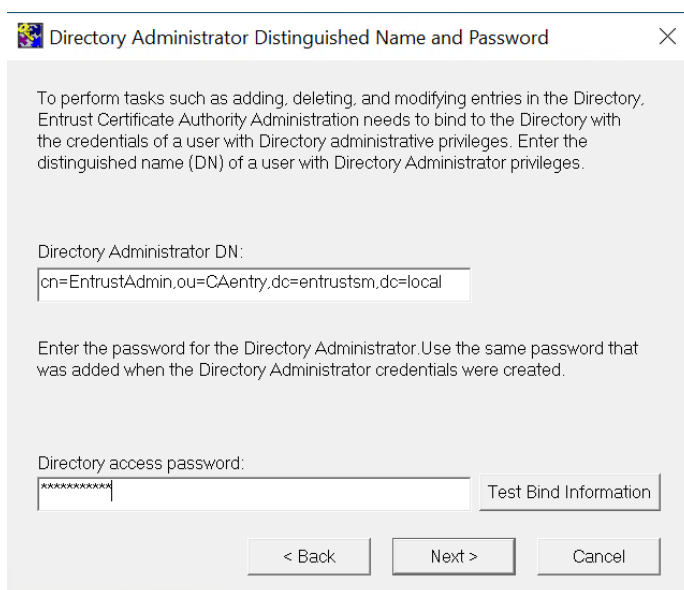 Directory Administrator Distinguished Name and Password
To perform tasks such as adding, deleting, and modifying entries in the Directory,
Entrust Certificate Authority Administration needs to bind to the Directory with
the credentials of a user with Directory administrative privileges. Enter the
distinguished name (DN) of a user with Directory Administrator privileges.
Directory Administrator DN:
cn=EntrustAdmin,ou=CAentry,dc=entrustsm,dc=local
Enter the password for the Directory Administrator.Use the same password that
was added when the Directory Administrator credentials were created.
Directory access password:
***********
Test Bind Information
< Back
Next >
Cancel